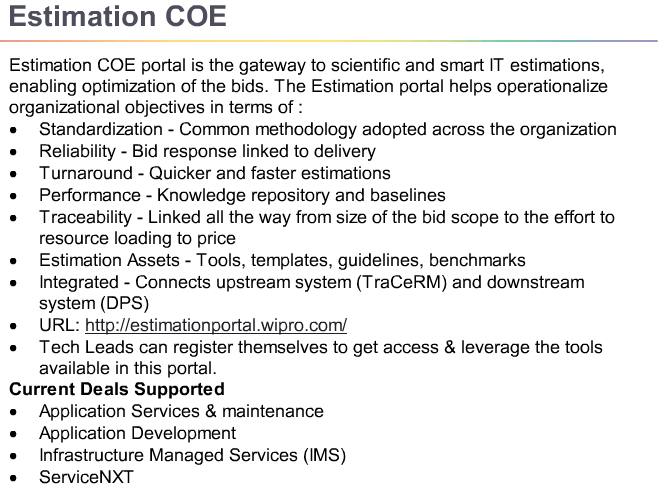 Estimation COE
Estimation COE portal is the gateway to scientific and smart IT estimations,
enabling optimization of the bids. The Estimation portal helps operationalize
organizational objectives in terms of :
• Standardization - Common methodology adopted across the organization
• Reliability - Bid response linked to delivery
• Turnaround - Quicker and faster estimations
• Performance - Knowledge repository and baselines
• Traceability - Linked all the way from size of the bid scope to the effort to
resource loading to price
• Estimation Assets - Tools, templates, guidelines, benchmarks
• Integrated - Connects upstream system (TraCeRM) and downstream
system (DPS)
• URL: http://estimationportal.wipro.com/
• Tech Leads can register themselves to get access & leverage the tools
available in this portal.
Current Deals Supported
• Application Services & maintenance
• Application Development
• Infrastructure Managed Services (IMS)
• ServiceNXT